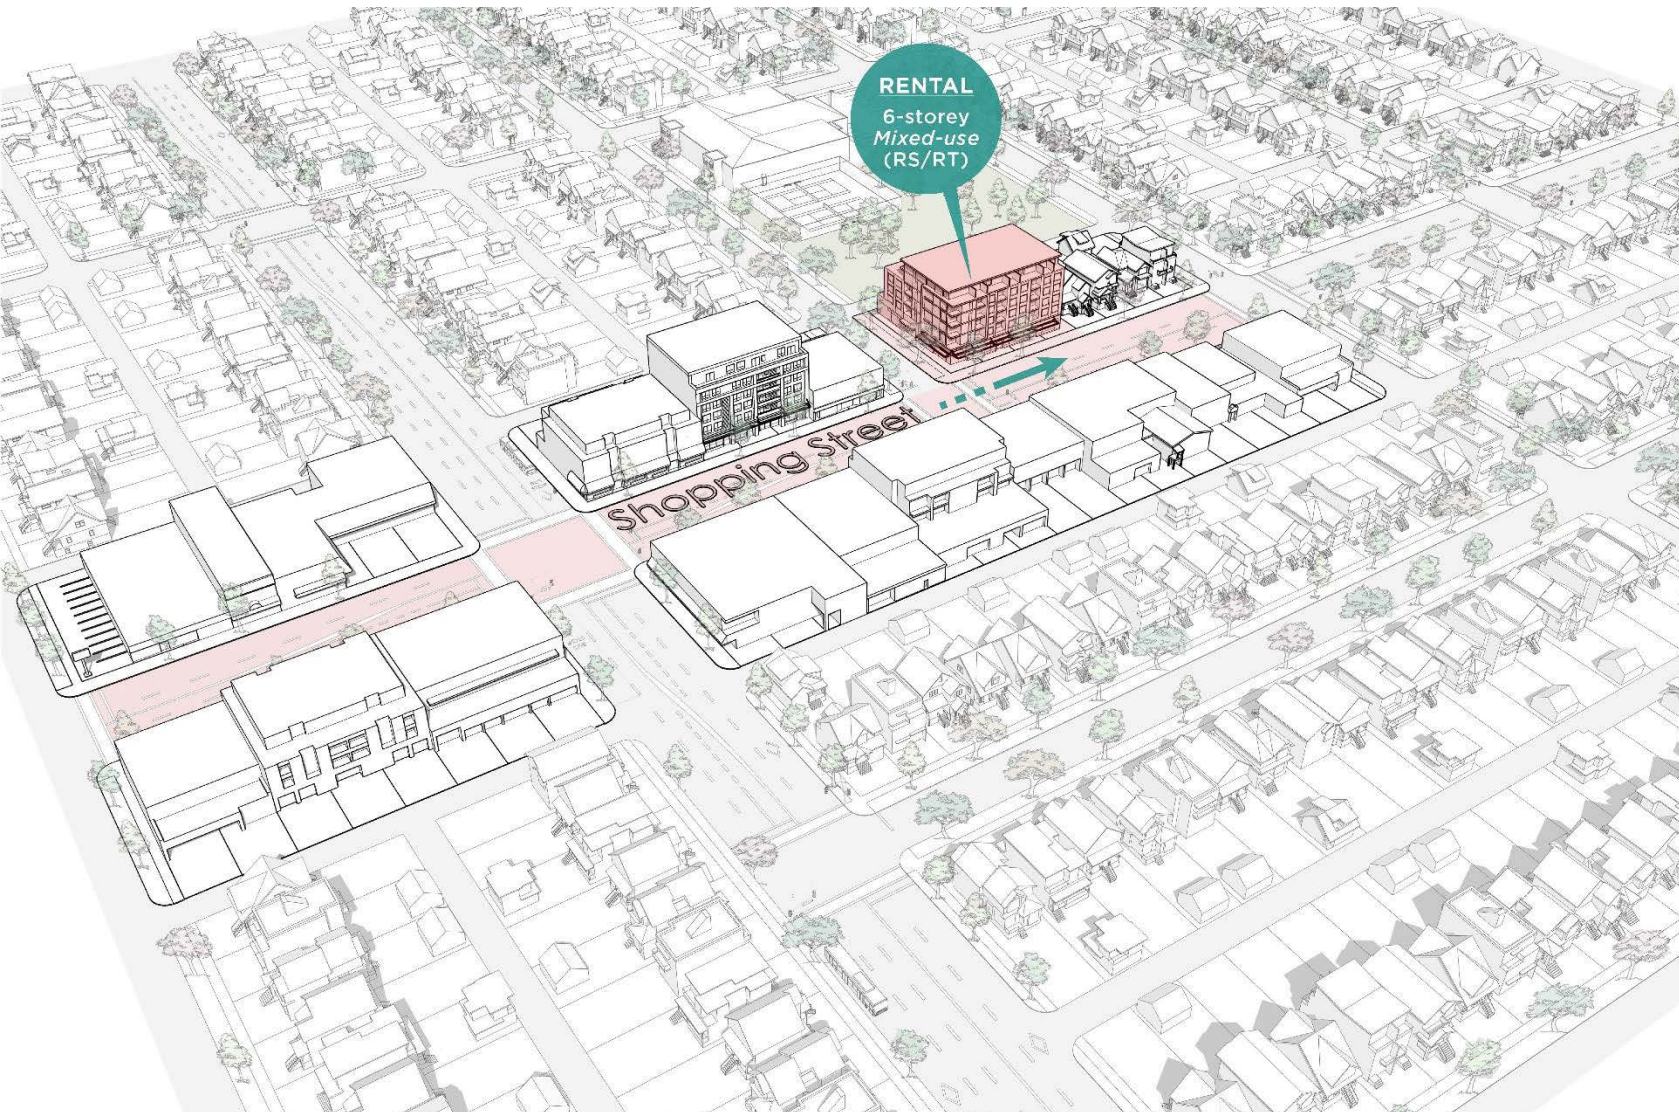 RENTAL
6-storey
Mixed-use
(RS/RT)
Shopping Street